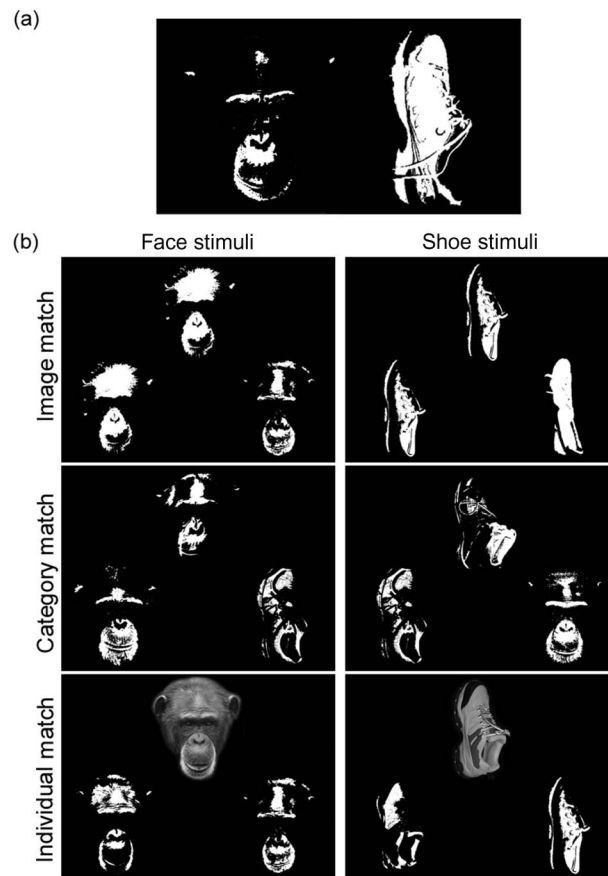 (a)
(b)
Face stimuli
Shoe stimuli
Image match
Category match
Individual match